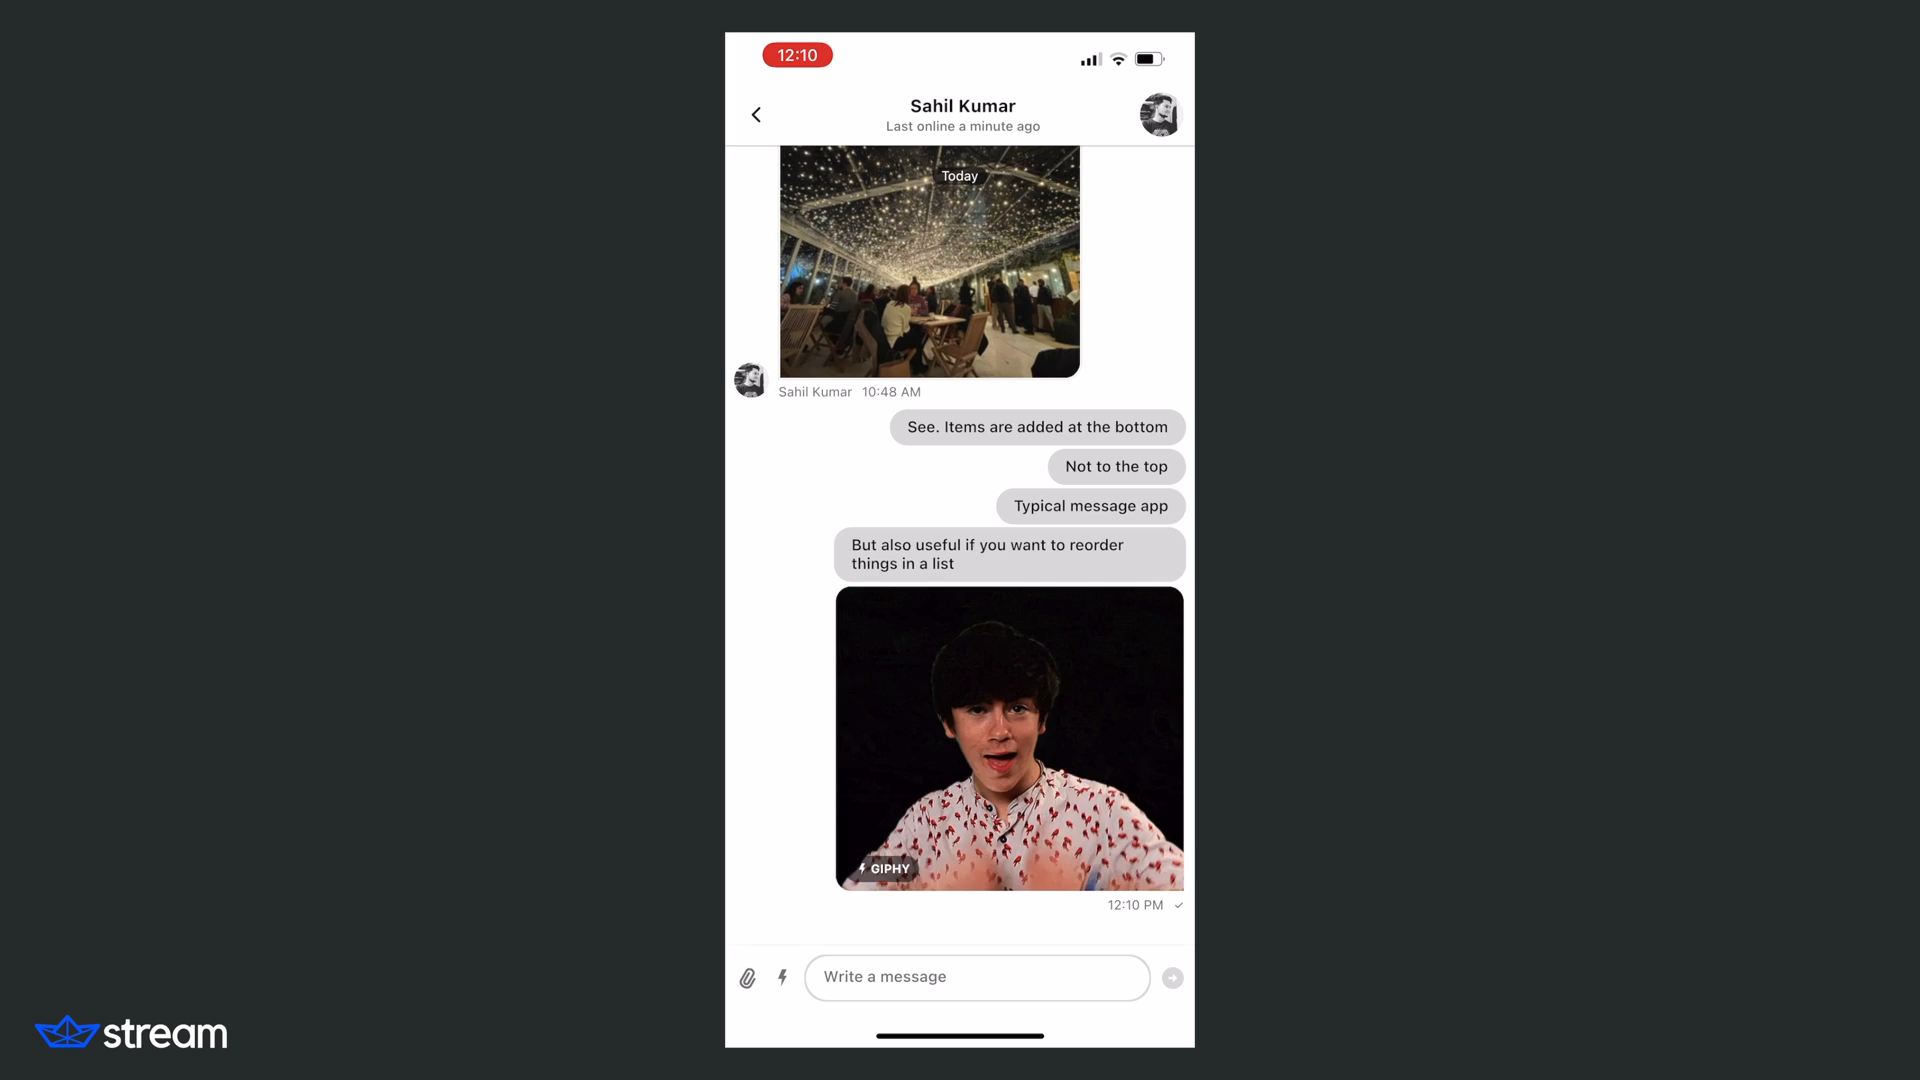 12:10
Sahil Kumar
Last online a minute ago
Today
Sahil Kumar 10:48 AM
See. Items are added at the bottom
Not to the top
Typical message app
But also useful if you want to reorder
things in a list
GIPHY
12:10 PM
Write a message
stream